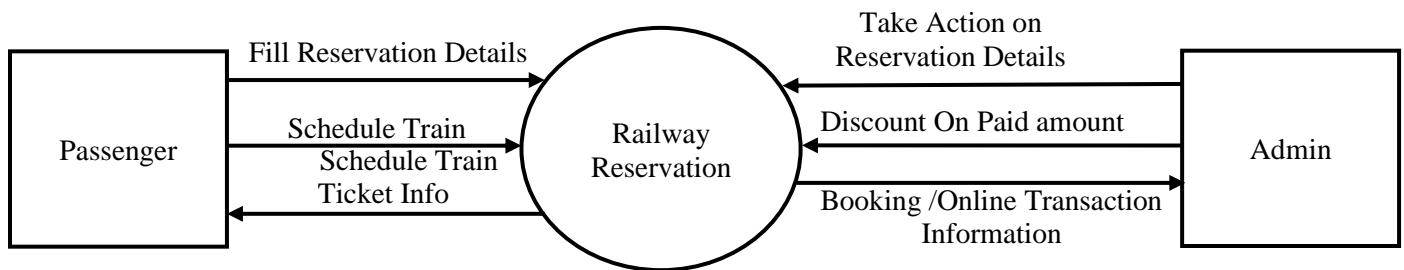 Fill Reservation Details
Schedule Train
Schedule Train
Ticket Info
Passenger
Railway
Reservation
Take Action on
Reservation Details
Discount On Paid amount
Booking /Online Transaction
Information
Admin